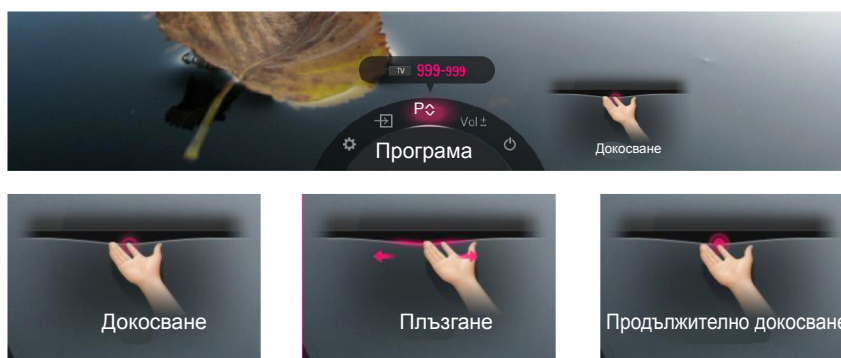 TV 999-999
P
Vol ±
Програма
Докосване
Докосване
Плъзгане
Продължително докосване